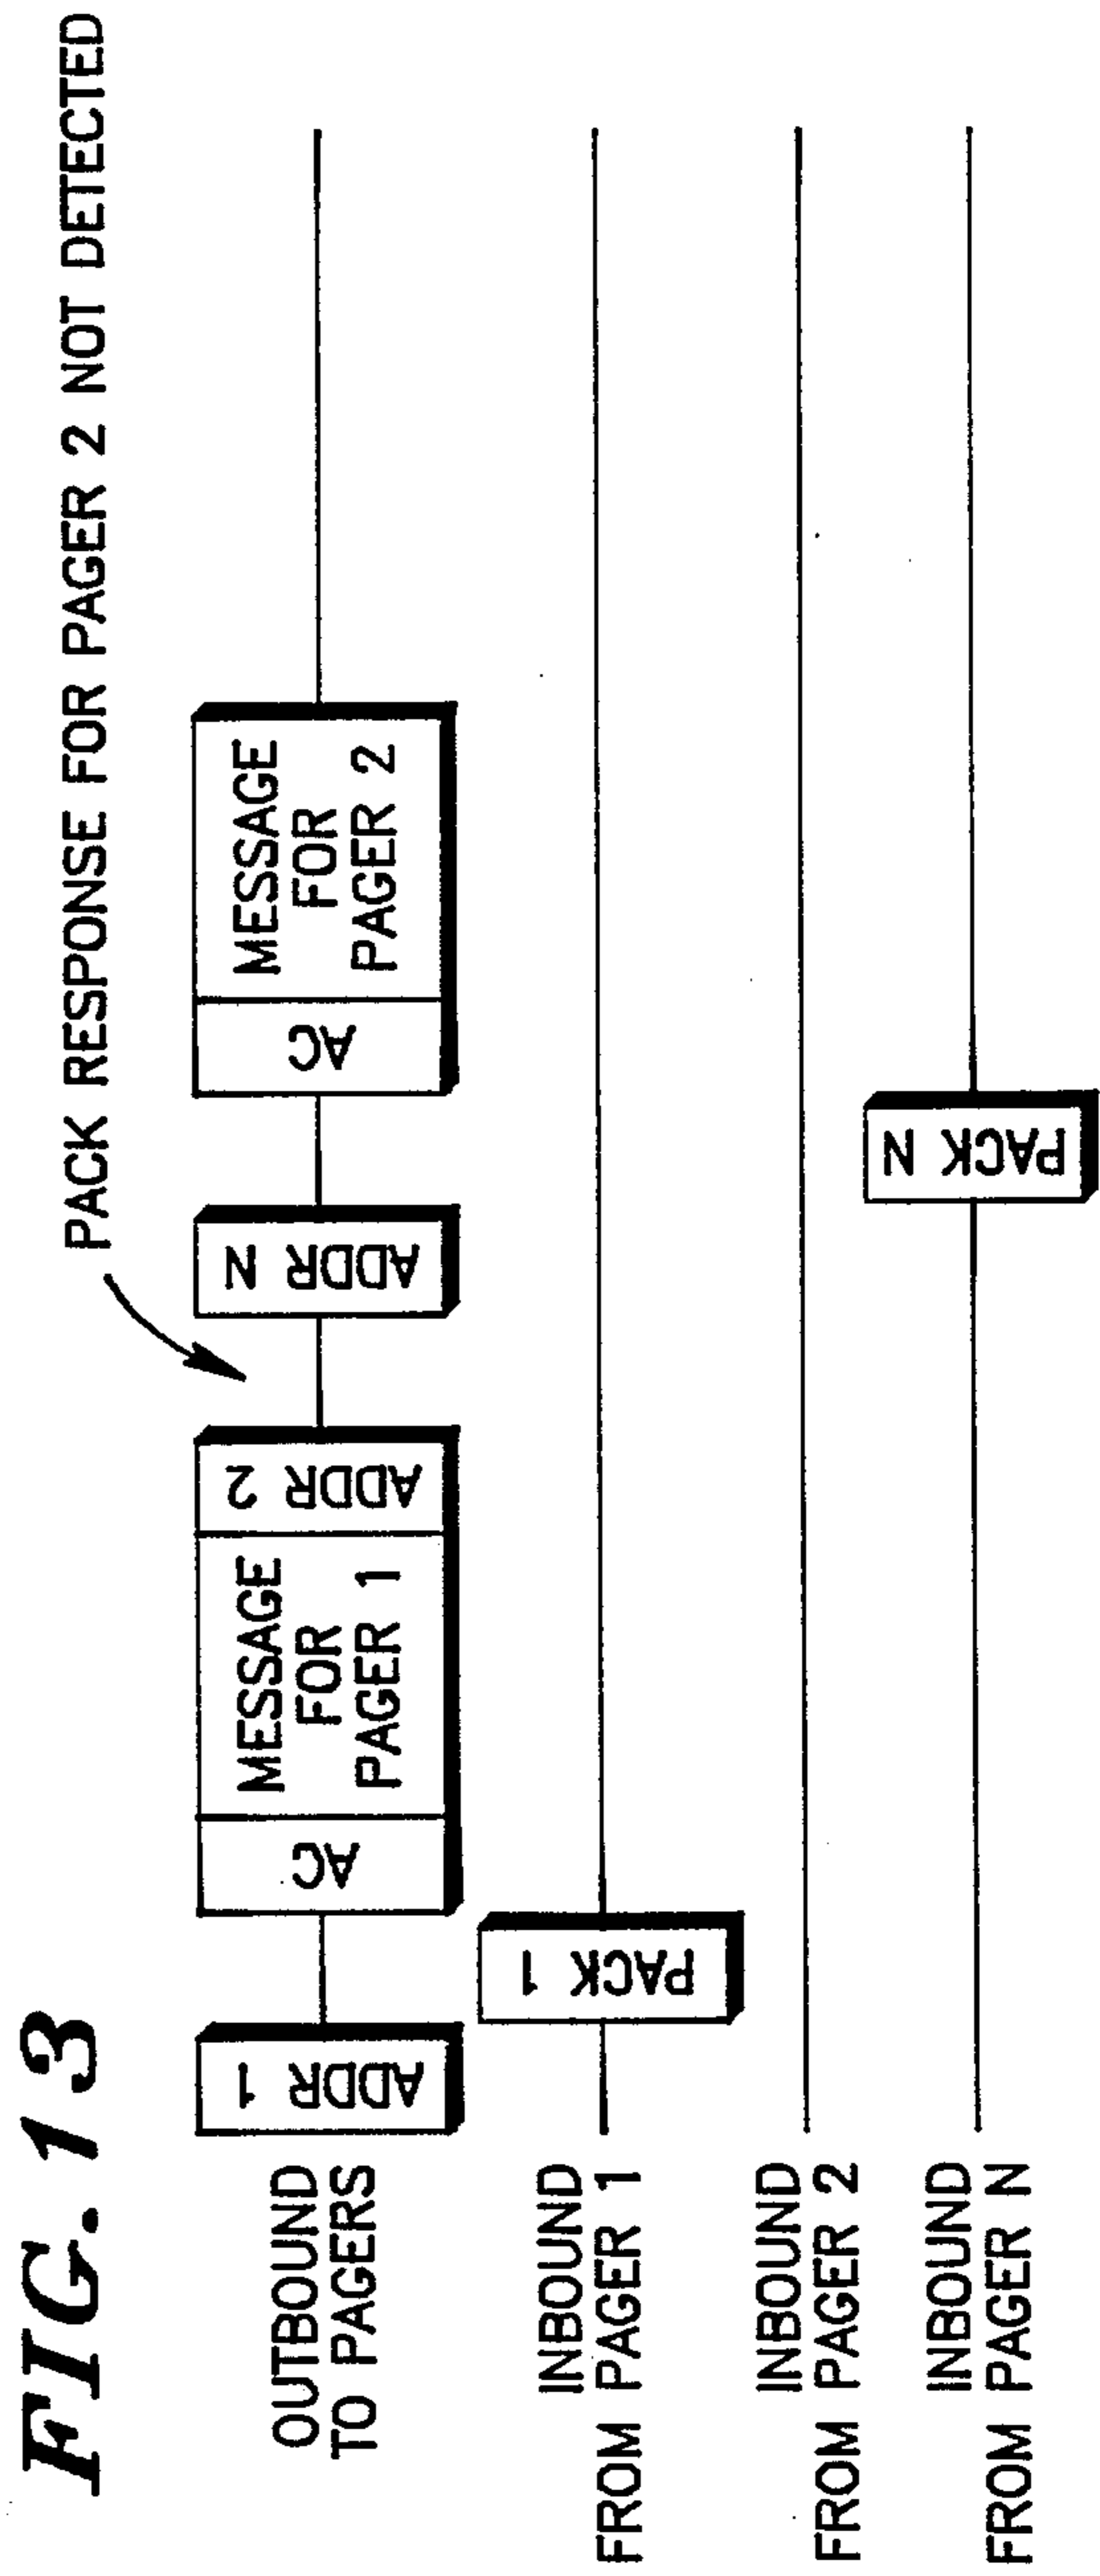 FIG. 13
PACK RESPONSE FOR PAGER 2 NOT DETECTED
OUTBOUND
TO PAGERS
ADDR 1
AC
MESSAGE
FOR
PAGER 1
ADDR 2
ADDR N
AC
MESSAGE
FOR
PAGER 2
INBOUND
FROM PAGER 1
PACK 1
INBOUND
FROM PAGER 2
INBOUND
FROM PAGER N
PACK N